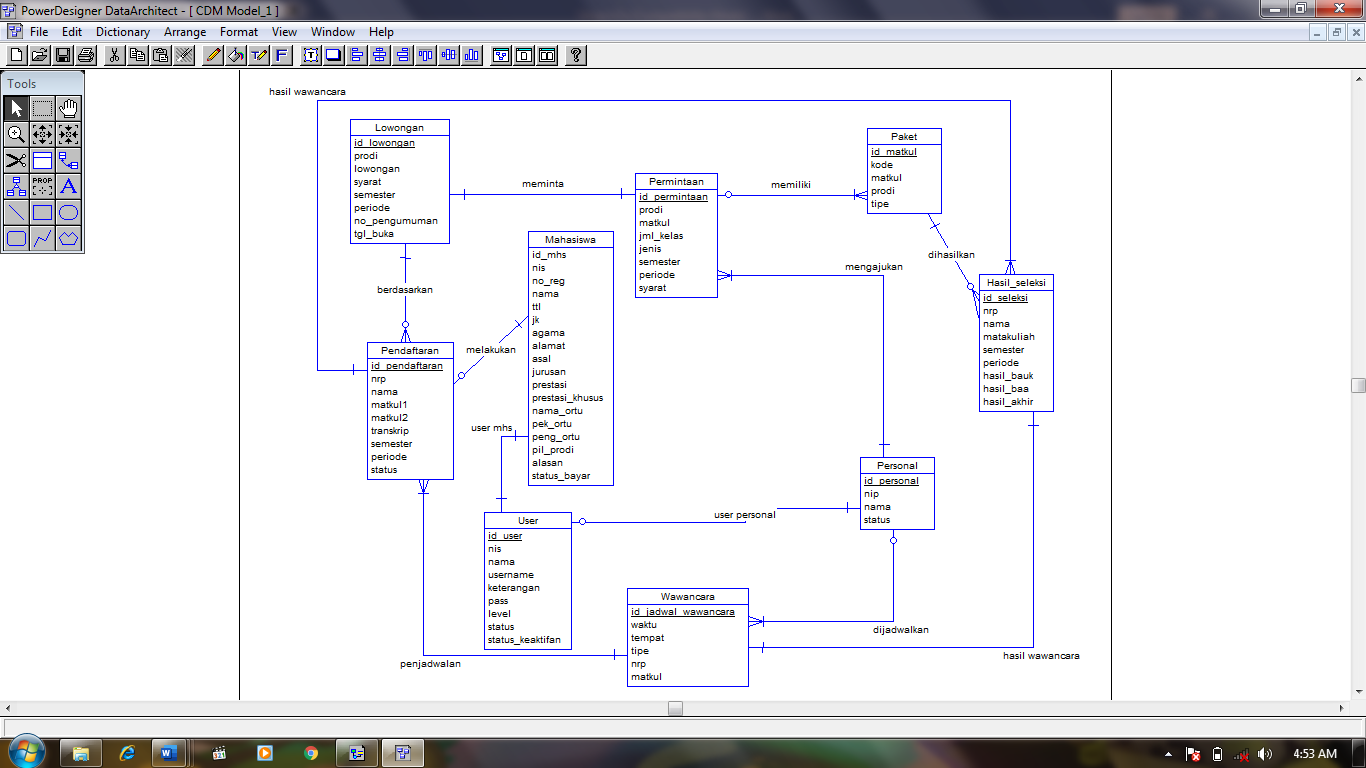 PowerDesigner DataArchitect - [ CDM Model_1 ]
File Edit Dictionary Arrange Format View Window Help
Tools
PROP
A
hasil wawancara
Lowongan
id_lowongan
prodi
lowongan
syarat
semester
periode
no_pengumuman
tgl_buka
meminta
Permintaan
id_permintaan
prodi
matkul
jml_kelas
jenis
semester
periode
syarat
memiliki
Paket
id_matkul
kode
matkul
prodi
tipe
dihasilkan
mengajukan
Hasil_seleksi
id_seleksi
nrp
nama
matakuliah
semester
periode
hasil_bauk
hasil_baa
hasil_akhir
berdasarkan
Mahasiswa
id_mhs
nis
no_reg
nama
ttl
jk
agama
alamat
asal
jurusan
prestasi
prestasi_khusus
nama_ortu
pek_ortu
peng_ortu
pil_prodi
alasan
status_bayar
melakukan
Pendaftaran
id_pendaftaran
nrp
nama
matkul1
matkul2
transkrip
semester
periode
status
user mhs
User
id_user
nis
nama
username
keterangan
pass
level
status
status_keaktifan
user personal
Personal
id_personal
nip
nama
status
Wawancara
id_jadwal_wawancara
waktu
tempat
tipe
nrp
matkul
dijadwalkan
penjadwalan
hasil wawancara
4:53 AM